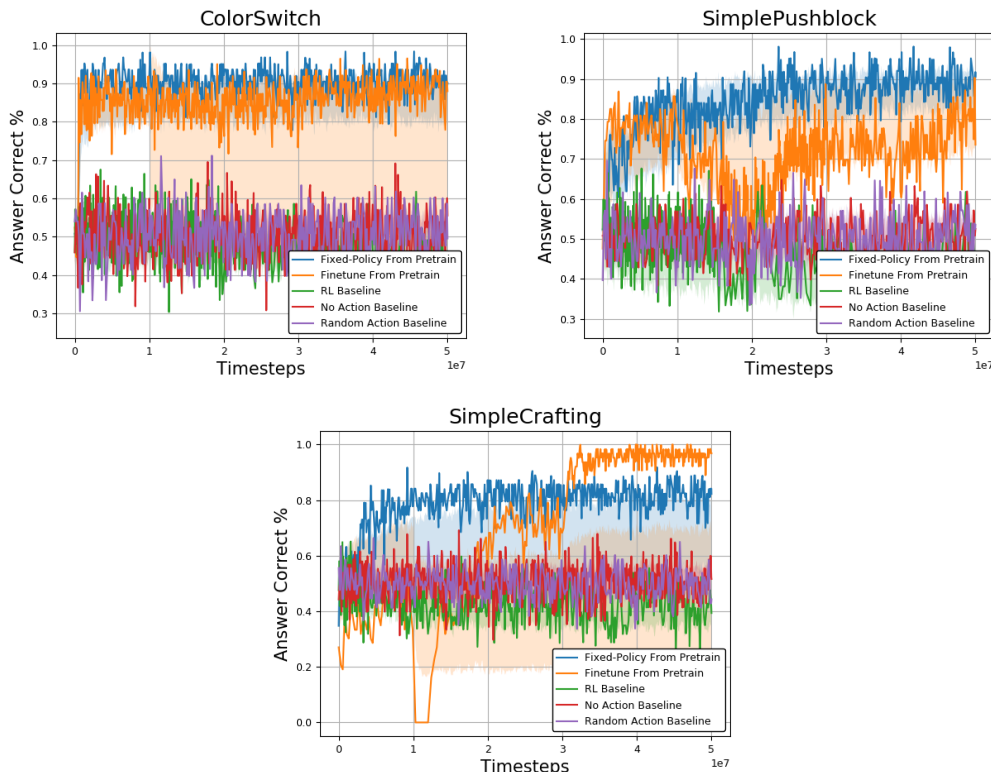 ColorSwitch
Answer Correct %
1.0
0.9
0.8
0.7
0.6
0.5
0.4
0.3
Fixed-Policy From Pretrain
Finetune From Pretrain
RL Baseline
No Action Baseline
Random Action Baseline
0 1 2 3 4 5
1e7
Timesteps
SimplePushblock
Answer Correct %
1.0
0.9
0.8
0.7
0.6
0.5
0.4
0.3
Fixed-Policy From Pretrain
Finetune From Pretrain
RL Baseline
No Action Baseline
Random Action Baseline
0 1 2 3 4 5
1e7
Timesteps
SimpleCrafting
Answer Correct %
1.0
0.8
0.6
0.4
0.2
0.0
Fixed-Policy From Pretrain
Finetune From Pretrain
RL Baseline
No Action Baseline
Random Action Baseline
0 1 2 3 4 5
1e7
Timesteps